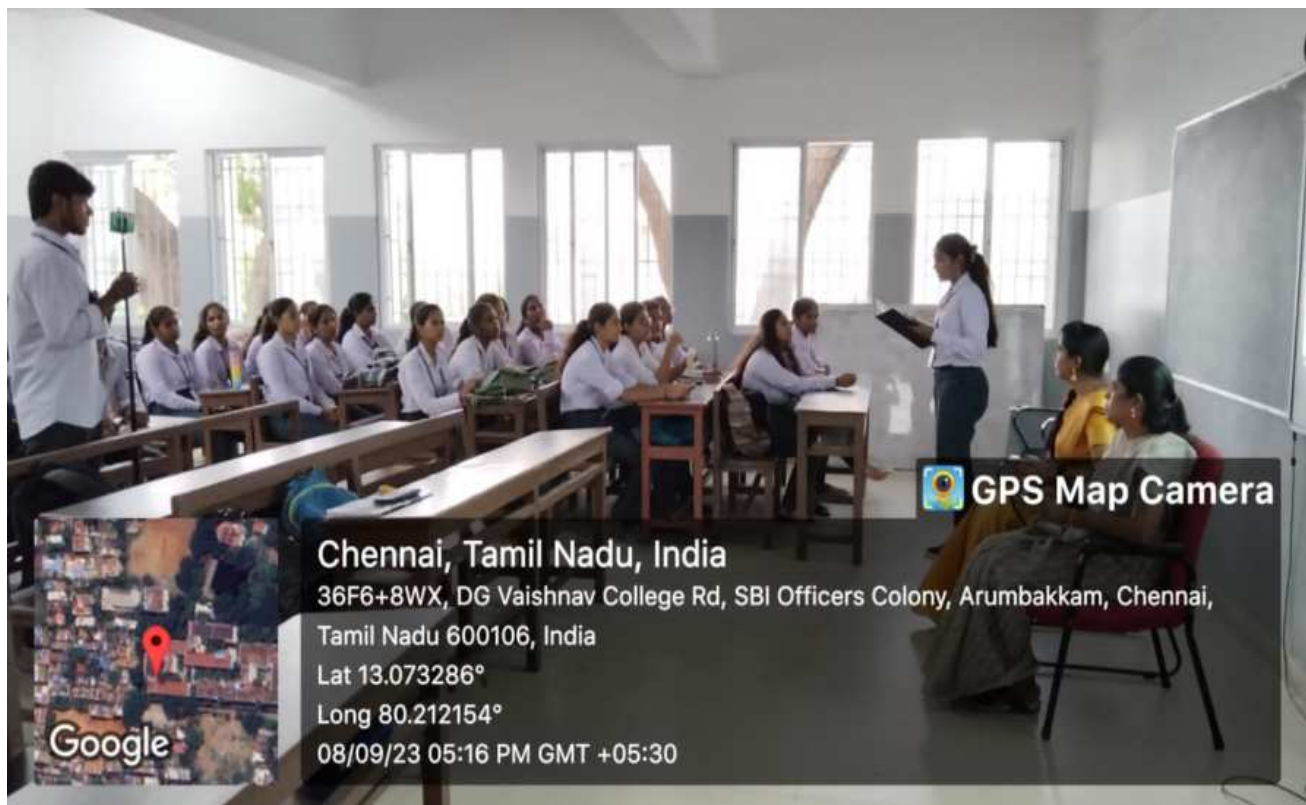 GPS Map Camera
Chennai, Tamil Nadu, India
36F6+8WX, DG Vaishnav College Rd, SBI Officers Colony, Arumbakkam, Chennai,
Tamil Nadu 600106, India
Lat 13.073286°
Long 80.212154°
08/09/23 05:16 PM GMT +05:30
Google